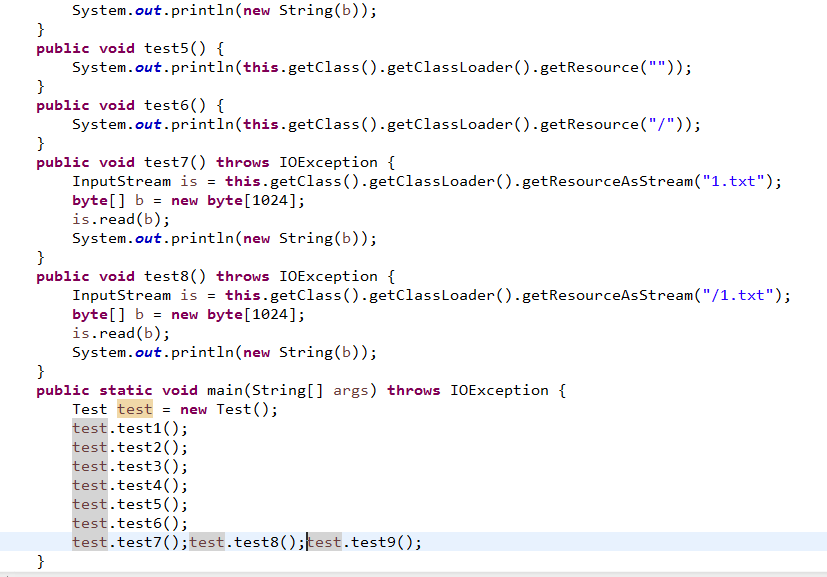 System.out.println(new String(b));
}
public void test5() {
System.out.println(this.getClass().getClassLoader().getResource(""));
}
public void test6() {
System.out.println(this.getClass().getClassLoader().getResource("/"));
}
public void test7() throws IOException {
InputStream is = this.getClass().getClassLoader().getResourceAsStream("1.txt");
byte[] b = new byte[1024];
is.read(b);
System.out.println(new String(b));
}
public void test8() throws IOException {
InputStream is = this.getClass().getClassLoader().getResourceAsStream("/1.txt");
byte[] b = new byte[1024];
is.read(b);
System.out.println(new String(b));
}
public static void main(String[] args) throws IOException {
Test test = new Test();
test.test1();
test.test2();
test.test3();
test.test4();
test.test5();
test.test6();
test.test7();test.test8();test.test9();
}